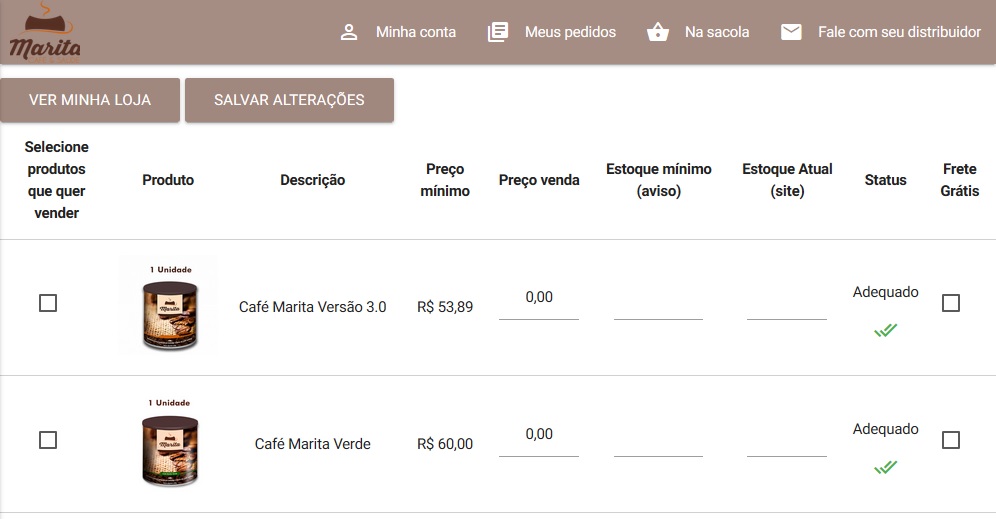 Marita
Minha conta
Meus pedidos
Na sacola
Fale com seu distribuidor
VER MINHA LOJA
SALVAR ALTERAÇÕES
Selecione
produtos
que quer
vender
Produto
Descrição
Preço
mínimo
Preço venda
Estoque mínimo
(aviso)
Estoque Atual
(site)
Status
Frete
Grátis
1 Unidade
Marita
Café Marita Versão 3.0
R$ 53,89
0,00
Adequado
1 Unidade
Marita
Café Marita Verde
R$ 60,00
0,00
Adequado